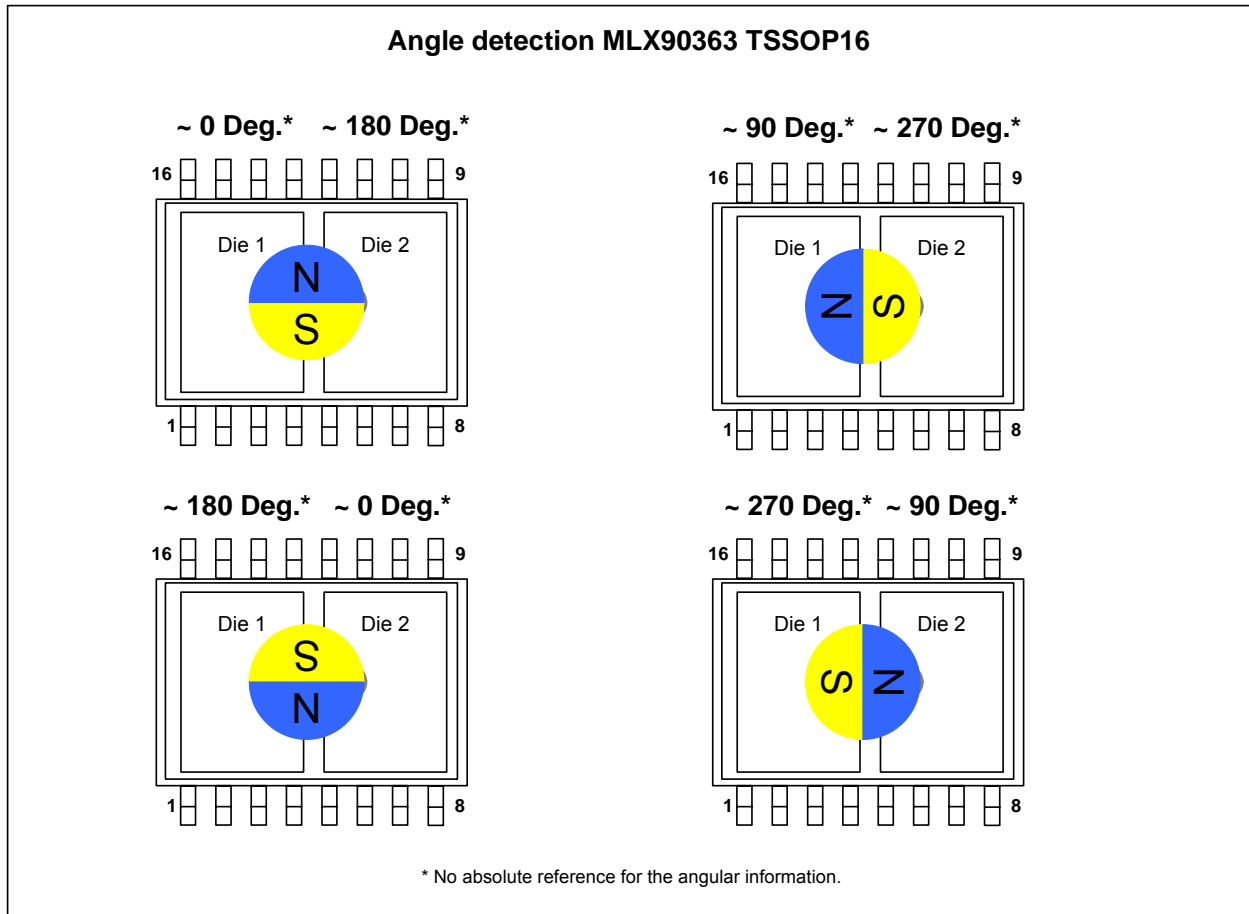 Angle detection MLX90363 TSSOP16
~ 0 Deg.* ~ 180 Deg.*
16 9
Die 1 Die 2
N
S
1 8
~ 90 Deg.* ~ 270 Deg.*
16 9
Die 1 Die 2
N S
1 8
~ 180 Deg.* ~ 0 Deg.*
16 9
Die 1 Die 2
S
N
1 8
~ 270 Deg.* ~ 90 Deg.*
16 9
Die 1 Die 2
S N
1 8
* No absolute reference for the angular information.